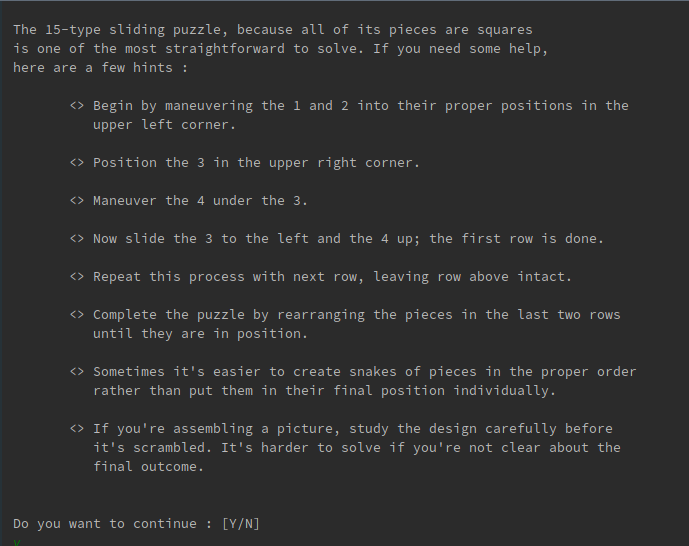 The 15-type sliding puzzle, because all of its pieces are squares
is one of the most straightforward to solve. If you need some help,
here are a few hints :
<> Begin by maneuvering the 1 and 2 into their proper positions in the
upper left corner.
<> Position the 3 in the upper right corner.
<> Maneuver the 4 under the 3.
<> Now slide the 3 to the left and the 4 up; the first row is done.
<> Repeat this process with next row, leaving row above intact.
<> Complete the puzzle by rearranging the pieces in the last two rows
until they are in position.
<> Sometimes it's easier to create snakes of pieces in the proper order
rather than put them in their final position individually.
<> If you're assembling a picture, study the design carefully before
it's scrambled. It's harder to solve if you're not clear about the
final outcome.
Do you want to continue : [Y/N]